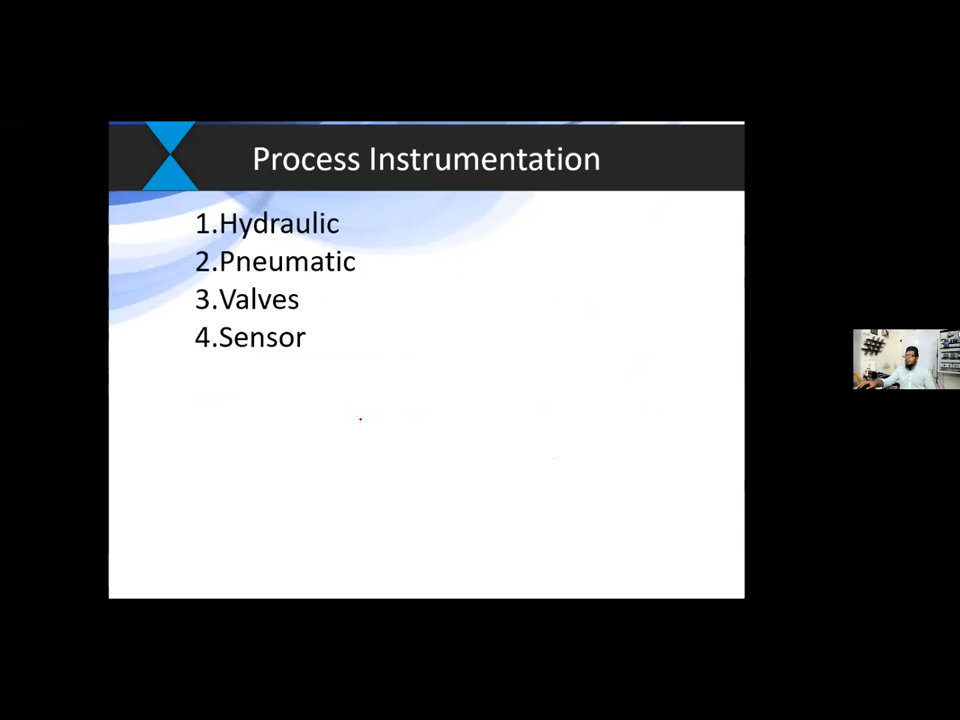 Process Instrumentation
1.Hydraulic
2.Pneumatic
3.Valves
4.Sensor